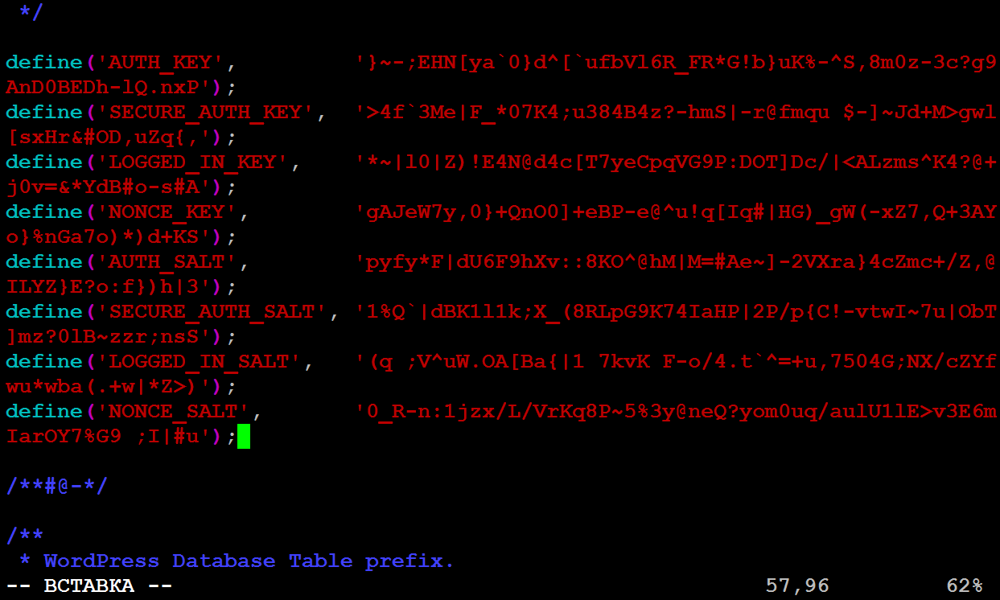 */
define('AUTH_KEY',         '}~-;EHN[ya`0}d^[`ufbVl6R_FR*G!b}uK%-^S,8m0z-3c?g9
AnD0BEDh-lQ.nxP');
define('SECURE_AUTH_KEY',  '>4f`3Me|F_*07K4;u384B4z?-hmS|-r@fmqu $-]~Jd+M>gwl
[sxHr&#OD,uZq{,');
define('LOGGED_IN_KEY',    '*~|l0|Z)!E4N@d4c[T7yeCpqVG9P:DOT]Dc/|<ALzms^K4?@+
j0v=&*YdB#o-s#A');
define('NONCE_KEY',        'gAJeW7y,0}+QnO0]+eBP-e@^u!q[Iq#|HG)_gW(-xZ7,Q+3AY
o}%nGa7o)*)d+KS');
define('AUTH_SALT',        'pyfy*F|dU6F9hXv::8KO^@hM|M=#Ae~]-2VXra}4cZmc+/Z,@
ILYZ}E?o:f})h|3');
define('SECURE_AUTH_SALT', '1%Q`|dBK1l1k;X_(8RLpG9K74IaHP|2P/p{C!-vtwI~7u|ObT
]mz?0lB~zzr;nsS');
define('LOGGED_IN_SALT',   '(q ;V^uW.OA[Ba{|1 7kvK F-o/4.t`^=+u,7504G;NX/cZYf
wu*wba(.+w|*Z>)');
define('NONCE_SALT',       '0_R-n:1jzx/L/VrKq8P~5%3y@neQ?yom0uq/aulU1lE>v3E6m
IarOY7%G9 ;I|#u');
/**#@-*/
/**
 * WordPress Database Table prefix.
-- ВСТАВКА --                                57,96         62%